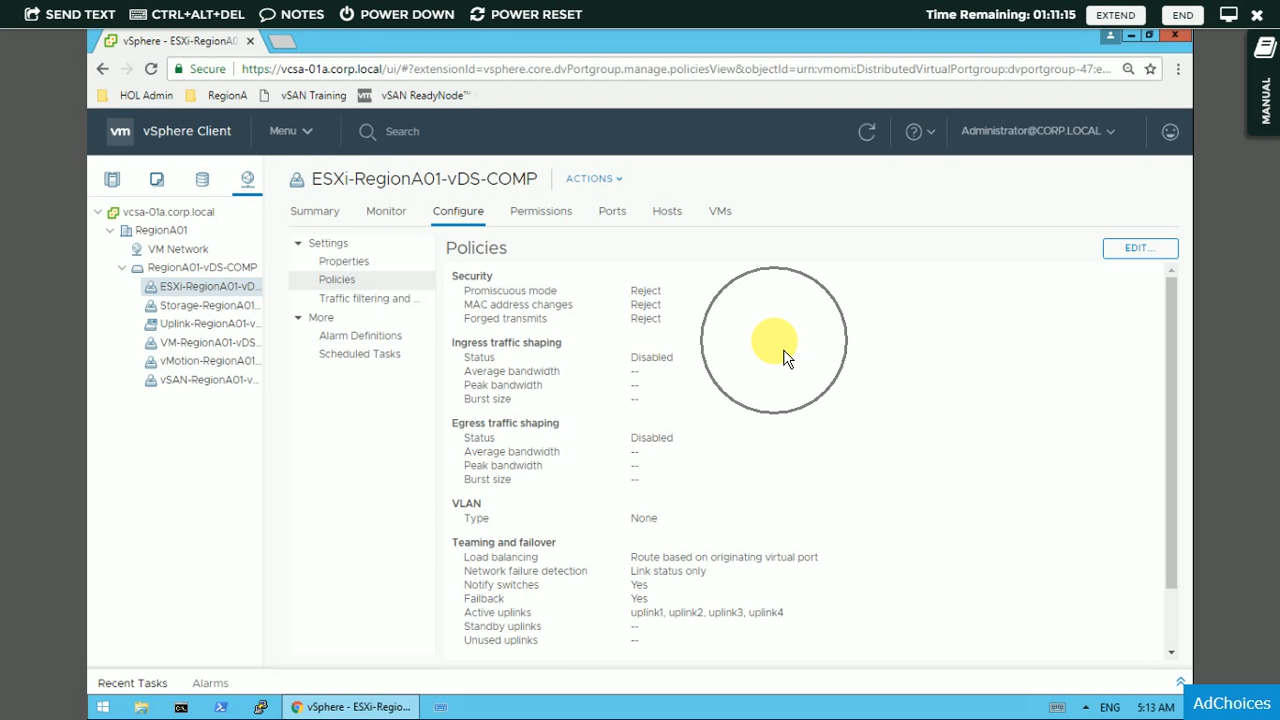 SEND TEXT CTRL+ALT+DEL NOTES POWER DOWN POWER RESET Time Remaining: 01:11:15 EXTEND END
vSphere - ESXi-RegionA0
Secure https://vcsa-01a.corp.local/ui/#?extensionId=vsphere.core.dvPortgroup.manage.policiesView&objectId=urn:vmomi:DistributedVirtualPortgroup:dvportgroup-47:e...
MANUAL
HOL Admin RegionA vSAN Training vSAN ReadyNode™
vm vSphere Client Menu Search Administrator@CORP.LOCAL
ESXi-RegionA01-vDS-COMP ACTIONS
Summary Monitor Configure Permissions Ports Hosts VMs
vcsa-01a.corp.local
RegionA01
VM Network
RegionA01-vDS-COMP
ESXi-RegionA01-vD...
Storage-RegionA01...
Uplink-RegionA01-v...
VM-RegionA01-vDS...
vMotion-RegionA01...
vSAN-RegionA01-v...
Settings
Properties
Policies
Traffic filtering and ...
More
Alarm Definitions
Scheduled Tasks
Policies EDIT...
Security
Promiscuous mode Reject
MAC address changes Reject
Forged transmits Reject
Ingress traffic shaping
Status Disabled
Average bandwidth --
Peak bandwidth --
Burst size --
Egress traffic shaping
Status Disabled
Average bandwidth --
Peak bandwidth --
Burst size --
VLAN
Type None
Teaming and failover
Load balancing Route based on originating virtual port
Network failure detection Link status only
Notify switches Yes
Failback Yes
Active uplinks uplink1, uplink2, uplink3, uplink4
Standby uplinks --
Unused uplinks --
Recent Tasks Alarms
vSphere - ESXi-Regio... ENG 5:13 AM
AdChoices